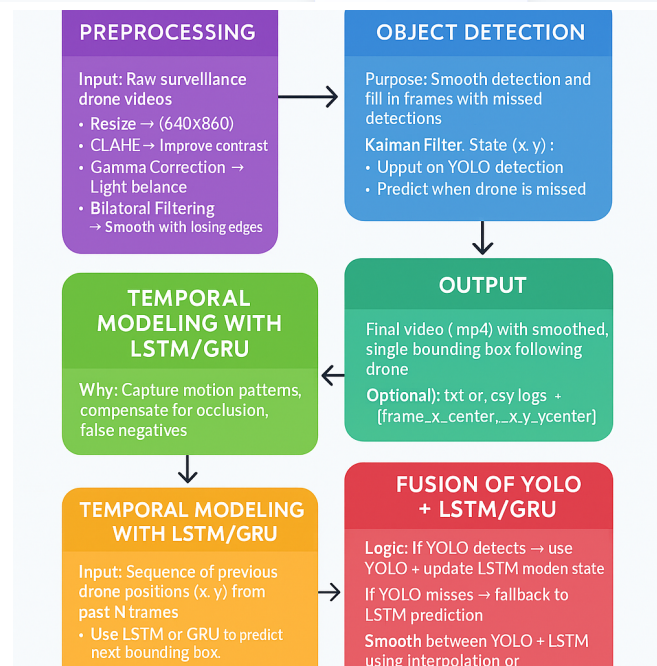 PREPROCESSING
Input: Raw survelllance
drone videos
• Resize → (640X860)
• CLAHE → Improve contrast
• Gamma Correction →
Light belance
• Bilatoral Filtering
→ Smooth with losing edges
OBJECT DETECTION
Purpose: Smooth detection and
fill in frames with missed
detections
Kaiman Filter. State (x. y) :
• Upput on YOLO detection
• Predict when drone is missed
OUTPUT
Final video ( mp4) with smoothed,
single bounding box following
drone
Optional): txt or, csy logs +
[frame_x_center,_x_y_ycenter]
TEMPORAL
MODELING WITH
LSTM/GRU
Why: Capture motion patterns,
compensate for occlusion,
false negatives
TEMPORAL MODELING
WITH LSTM/GRU
Input: Sequence of previous
drone positions (x. y) from
past N trames
• Use LSTM or GRU to predict
next bounding box.
FUSION OF YOLO
+ LSTM/GRU
Logic: If YOLO detects → use
YOLO + update LSTM moden state
If YOLO misses → fallback to
LSTM prediction
Smooth between YOLO + LSTM
using interpolation or